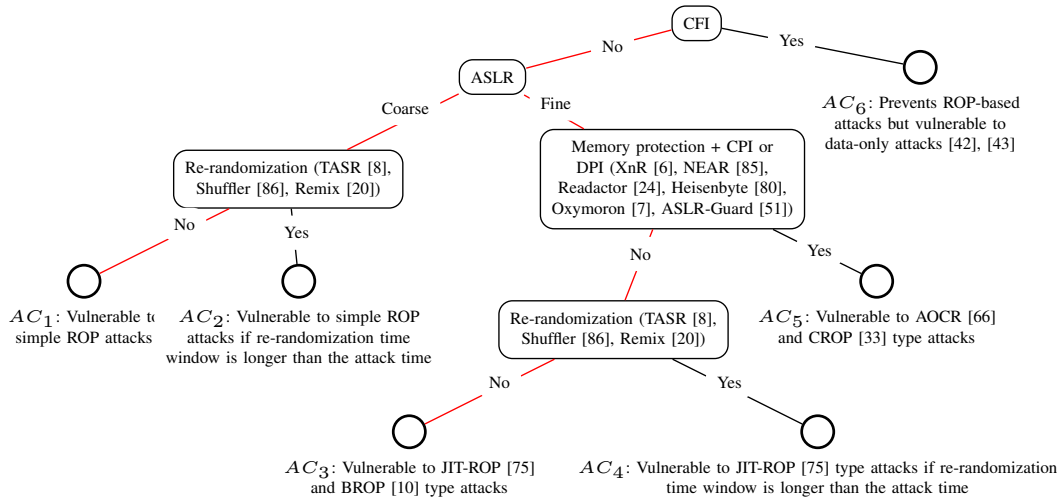 CFI
No
Yes
ASLR
Coarse
Fine
AC6: Prevents ROP-based
attacks but vulnerable to
data-only attacks [42], [43]
Re-randomization (TASR [8],
Shuffler [86], Remix [20])
Memory protection + CPI or
DPI (XnR [6], NEAR [85],
Readactor [24], Heisenbyte [80],
Oxymoron [7], ASLR-Guard [51])
No
Yes
No
Yes
AC1: Vulnerable to
simple ROP attacks
AC2: Vulnerable to simple ROP
attacks if re-randomization time
window is longer than the attack time
Re-randomization (TASR [8],
Shuffler [86], Remix [20])
AC5: Vulnerable to AOCR [66]
and CROP [33] type attacks
No
Yes
AC3: Vulnerable to JIT-ROP [75]
and BROP [10] type attacks
AC4: Vulnerable to JIT-ROP [75] type attacks if re-randomization
time window is longer than the attack time